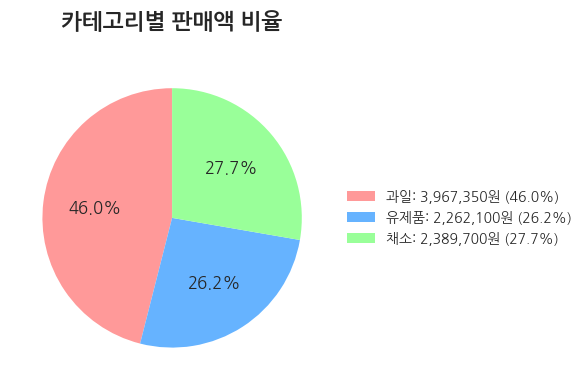 카테고리별 판매액 비율
27.7%
46.0%
26.2%
과일: 3,967,350원 (46.0%)
유제품: 2,262,100원 (26.2%)
채소: 2,389,700원 (27.7%)